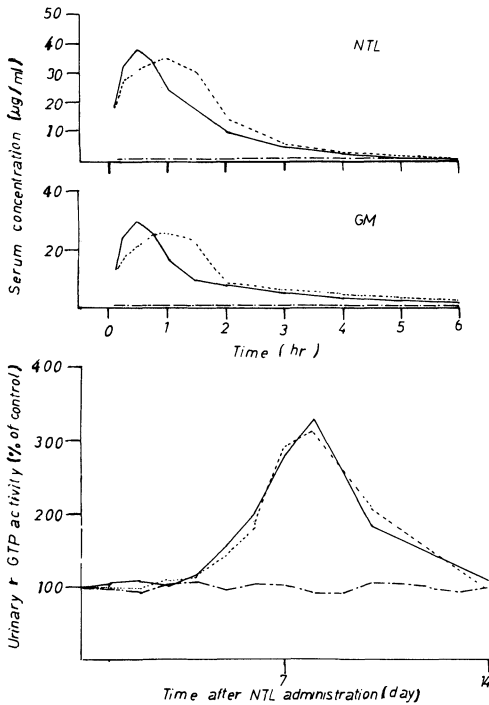 Serum concentration (µg/ml)
50
40
30
20
10
NTL
40
20
GM
0 1 2 3 4 5 6
Time (hr)
Urinary r GTP activity (% of control)
400
300
200
100
7 14
Time after NTL administration (day)